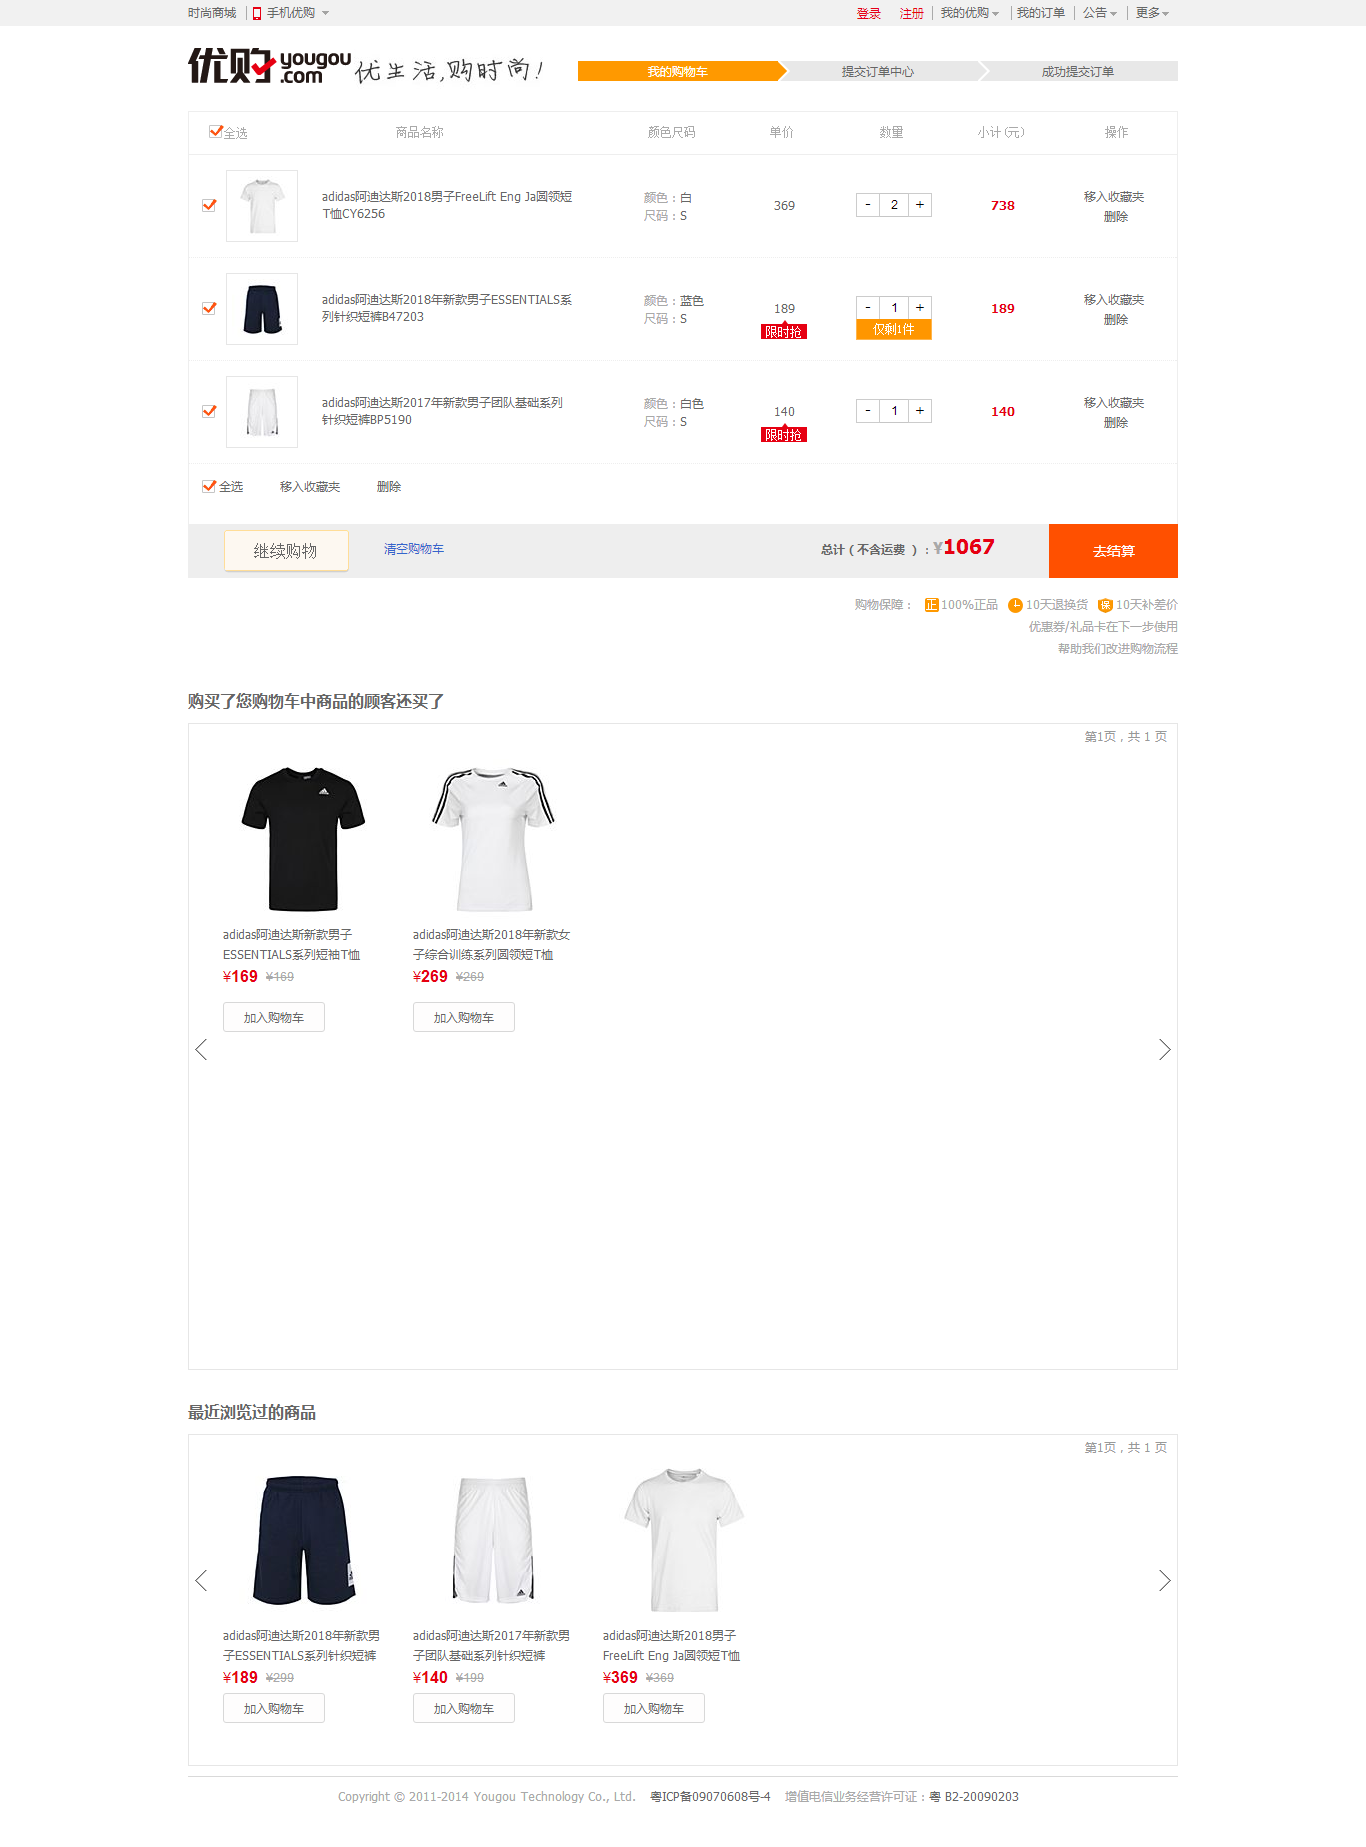 时尚商城 手机优购 登录 注册 我的优购 我的订单 公告 更多
优购 yougou.com 优生活,购时尚! 我的购物车 提交订单中心 成功提交订单
全选 商品名称 颜色尺码 单价 数量 小计(元) 操作
adidas阿迪达斯2018男子FreeLift Eng Ja圆领短
T恤CY6256
颜色：白
尺码：S
369
- 2 +
738
移入收藏夹
删除
adidas阿迪达斯2018年新款男子ESSENTIALS系
列针织短裤B47203
颜色：蓝色
尺码：S
189
限时抢
- 1 +
仅剩1件
189
移入收藏夹
删除
adidas阿迪达斯2017年新款男子团队基础系列
针织短裤BP5190
颜色：白色
尺码：S
140
限时抢
- 1 +
140
移入收藏夹
删除
全选 移入收藏夹 删除
继续购物 清空购物车 总计（不含运费 ）：¥1067 去结算
购物保障： 正 100%正品 10天退换货 保 10天补差价
优惠券/礼品卡在下一步使用
帮助我们改进购物流程
购买了您购物车中商品的顾客还买了
第1页，共 1 页
adidas阿迪达斯新款男子
ESSENTIALS系列短袖T恤
¥169 ¥169
加入购物车
adidas阿迪达斯2018年新款女
子综合训练系列圆领短T恤
¥269 ¥269
加入购物车
最近浏览过的商品
第1页，共 1 页
adidas阿迪达斯2018年新款男
子ESSENTIALS系列针织短裤
¥189 ¥299
加入购物车
adidas阿迪达斯2017年新款男
子团队基础系列针织短裤
¥140 ¥199
加入购物车
adidas阿迪达斯2018男子
FreeLift Eng Ja圆领短T恤
¥369 ¥369
加入购物车
Copyright © 2011-2014 Yougou Technology Co., Ltd. 粤ICP备09070608号-4 增值电信业务经营许可证：粤 B2-20090203